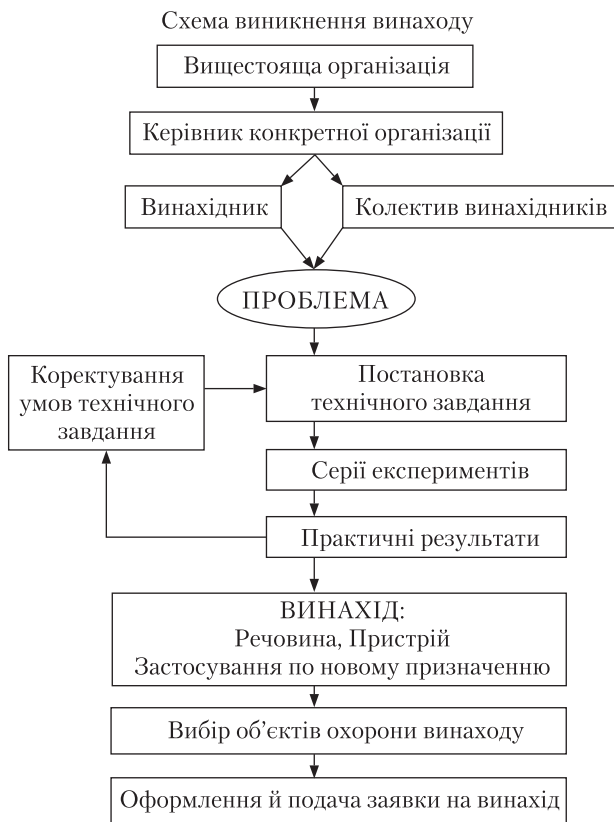 Схема виникнення винаходу
Вищестояща організація
Керівник конкретної організації
Винахідник
Колектив винахідників
ПРОБЛЕМА
Коректування
умов технічного
завдання
Постановка
технічного завдання
Серії експериментів
Практичні результати
ВИНАХІД:
Речовина, Пристрій
Застосування по новому призначенню
Вибір об’єктів охорони винаходу
Оформлення й подача заявки на винахід